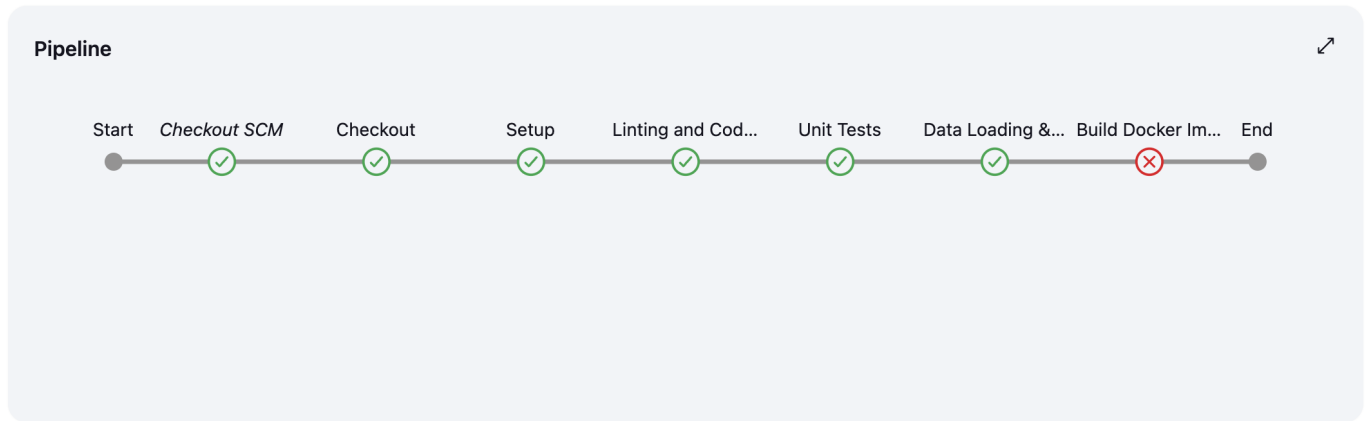 Pipeline
Start Checkout SCM Checkout Setup Linting and Cod... Unit Tests Data Loading &... Build Docker Im... End